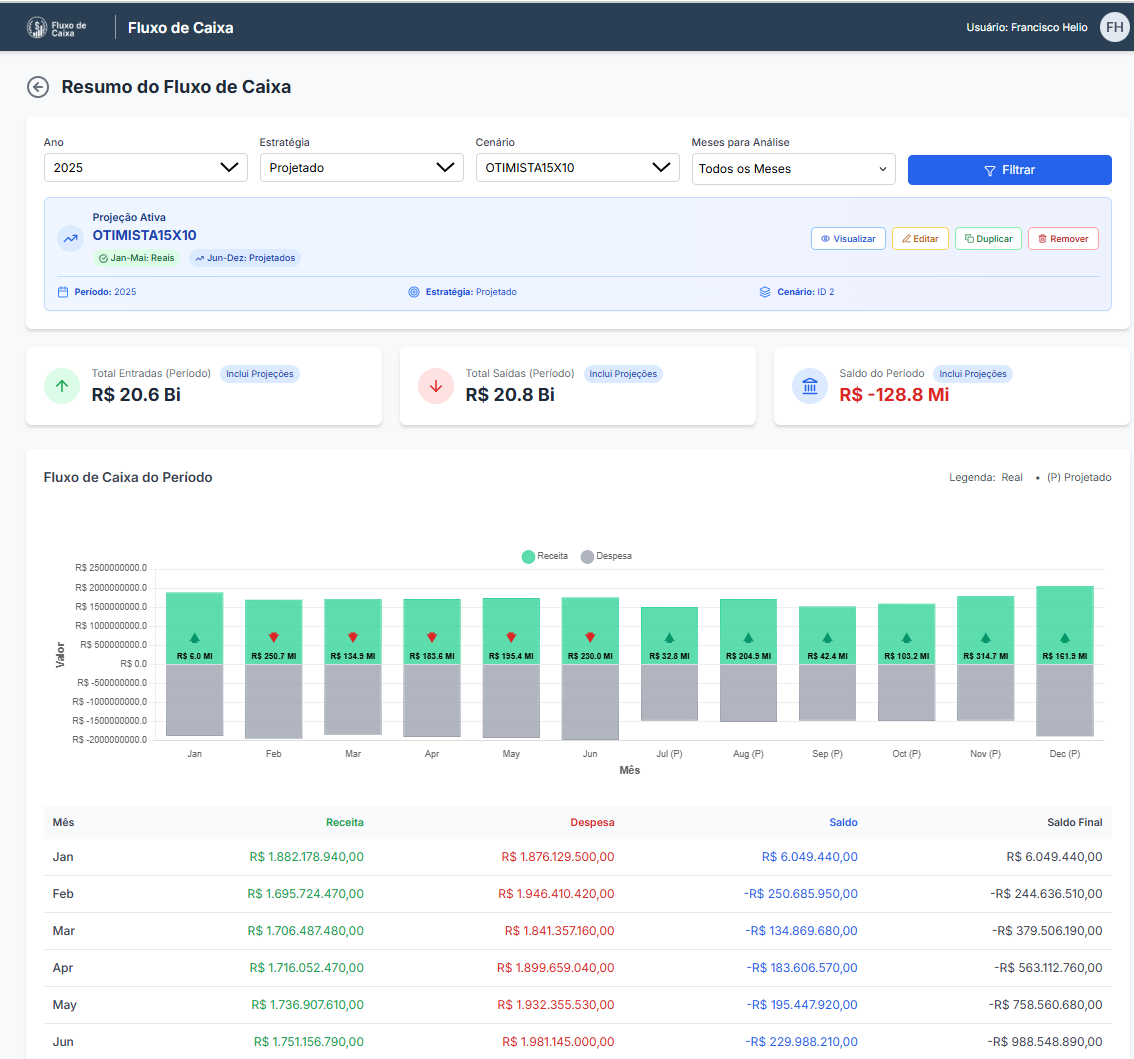 Fluxo de
Caixa
Fluxo de Caixa
Usuário: Francisco Helio
FH
Resumo do Fluxo de Caixa
Ano Estratégia Cenário Meses para Análise
2025 Projetado OTIMISTA15X10 Todos os Meses Filtrar
Projeção Ativa
OTIMISTA15X10
Jan-Mai: Reais Jun-Dez: Projetados
Visualizar Editar Duplicar Remover
Período: 2025 Estratégia: Projetado Cenário: ID 2
Total Entradas (Período) Inclui Projeções
R$ 20.6 Bi
Total Saídas (Período) Inclui Projeções
R$ 20.8 Bi
Saldo do Período Inclui Projeções
R$ -128.8 Mi
Fluxo de Caixa do Período
Legenda: Real • (P) Projetado
Receita Despesa
R$ 2500000000.0
R$ 2000000000.0
R$ 1500000000.0
R$ 1000000000.0
R$ 500000000.0
R$ 0.0
R$ -500000000.0
R$ -1000000000.0
R$ -1500000000.0
R$ -2000000000.0
Valor
R$ 6.0 MI R$ 250.7 MI R$ 134.9 MI R$ 183.6 MI R$ 195.4 MI R$ 230.0 MI R$ 32.8 MI R$ 204.9 MI R$ 42.4 MI R$ 103.2 MI R$ 314.7 MI R$ 161.9 MI
Jan Feb Mar Apr May Jun Jul (P) Aug (P) Sep (P) Oct (P) Nov (P) Dec (P)
Mês
Mês Receita Despesa Saldo Saldo Final
Jan R$ 1.882.178.940,00 R$ 1.876.129.500,00 R$ 6.049.440,00 R$ 6.049.440,00
Feb R$ 1.695.724.470,00 R$ 1.946.410.420,00 -R$ 250.685.950,00 -R$ 244.636.510,00
Mar R$ 1.706.487.480,00 R$ 1.841.357.160,00 -R$ 134.869.680,00 -R$ 379.506.190,00
Apr R$ 1.716.052.470,00 R$ 1.899.659.040,00 -R$ 183.606.570,00 -R$ 563.112.760,00
May R$ 1.736.907.610,00 R$ 1.932.355.530,00 -R$ 195.447.920,00 -R$ 758.560.680,00
Jun R$ 1.751.156.790,00 R$ 1.981.145.000,00 -R$ 229.988.210,00 -R$ 988.548.890,00